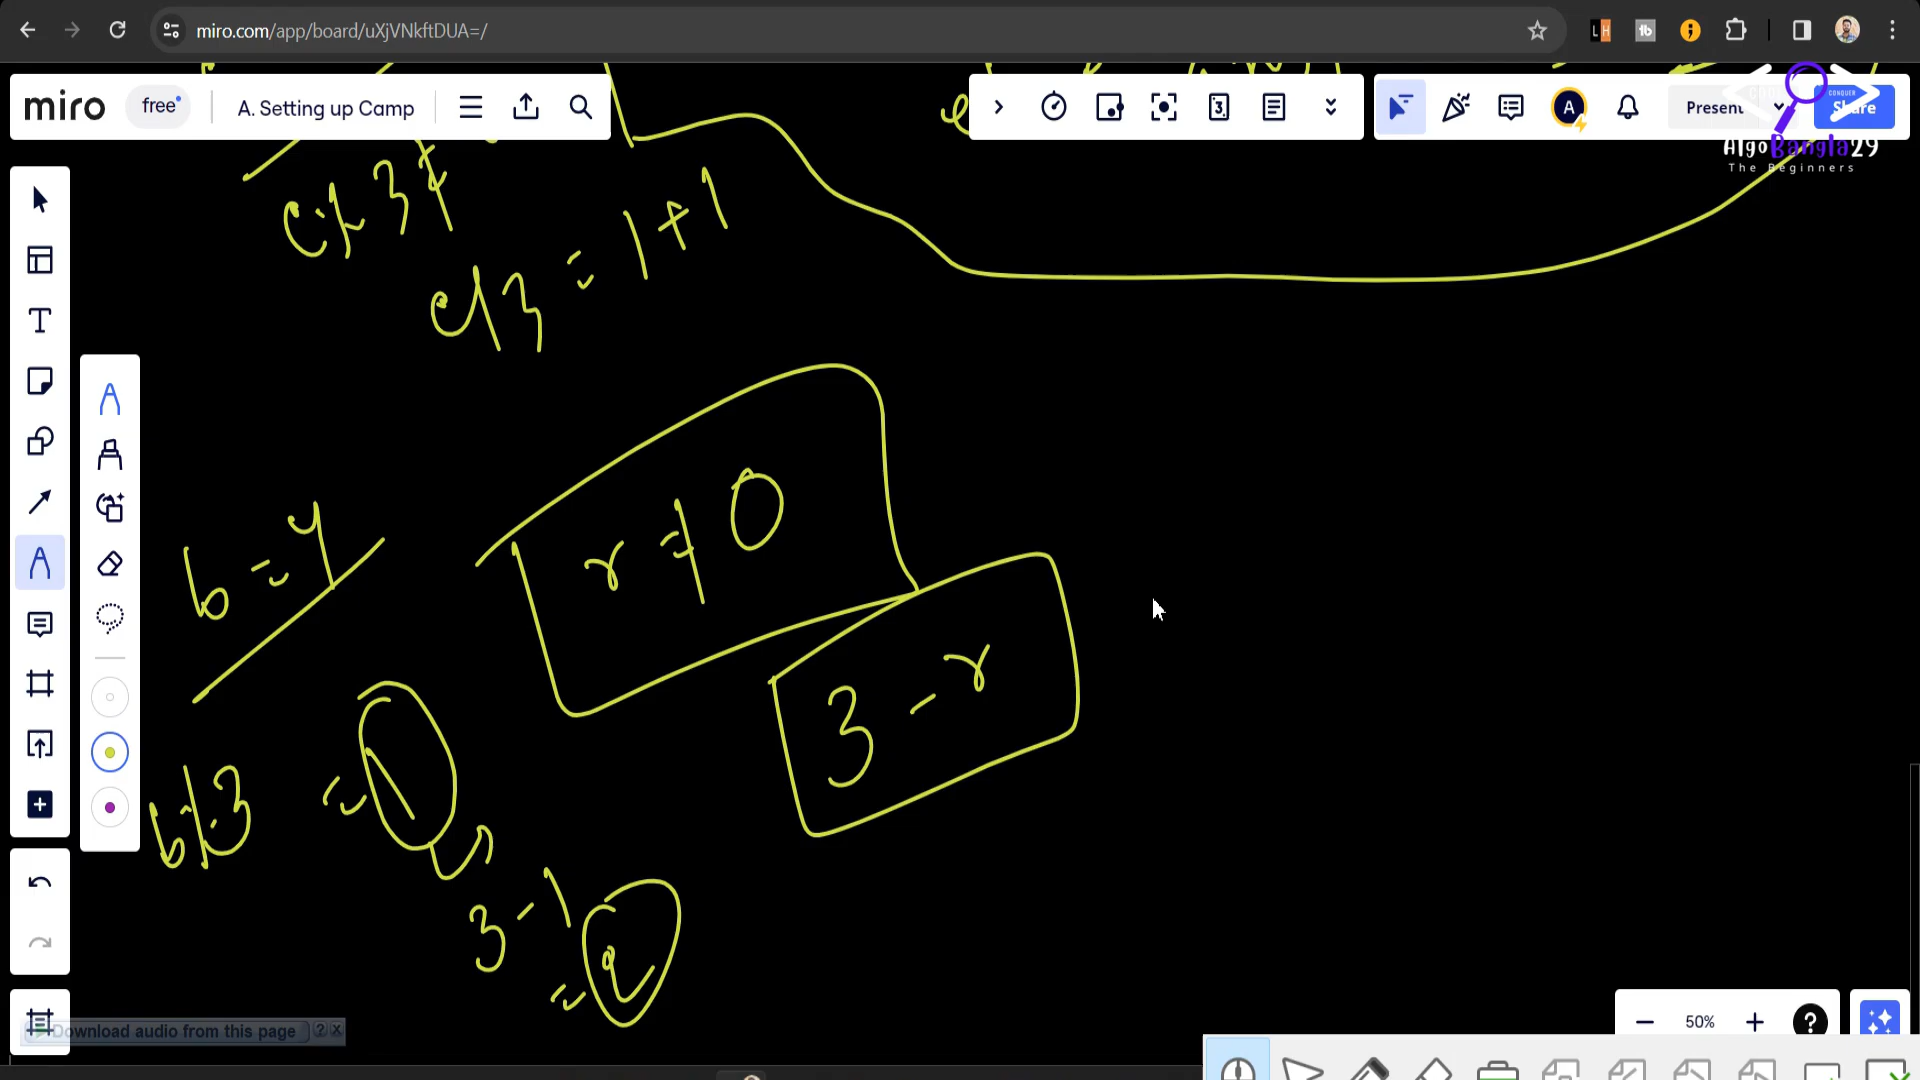 miro.com/app/board/uXjVNkftDUA=/
miro free A. Setting up Camp
Present Share
CONQUER
AlgoBangla29
The Beginners
c % 3
c/3 = 1+1
r ≠ 0
b = 4
3 - r
b % 3 = 1
3 - 1
= 2
50%
Download audio from this page ? x